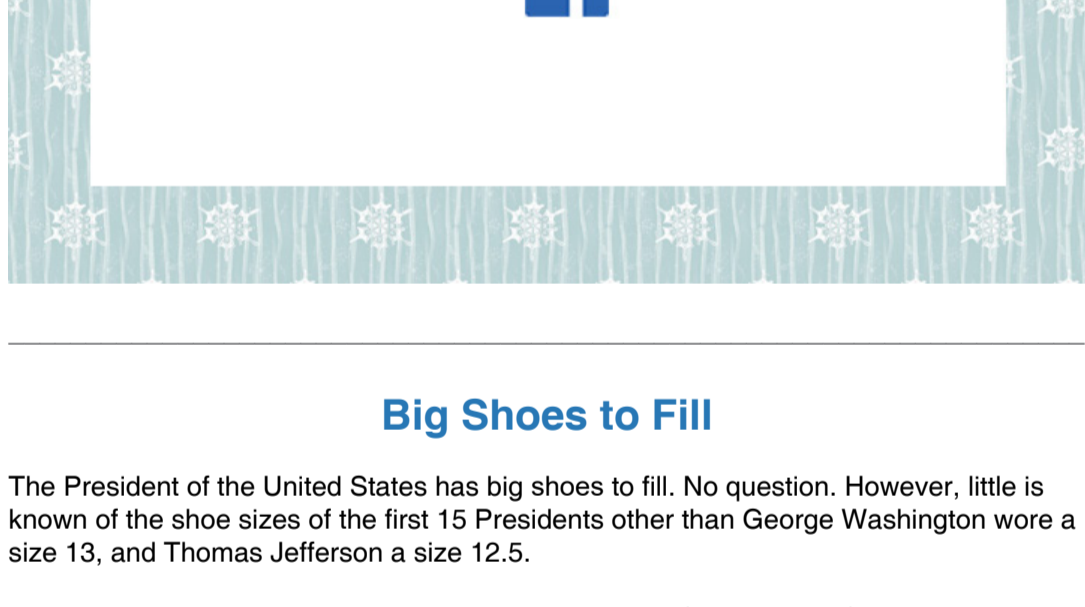 Big Shoes to Fill
The President of the United States has big shoes to fill. No question. However, little is
known of the shoe sizes of the first 15 Presidents other than George Washington wore a
size 13, and Thomas Jefferson a size 12.5.